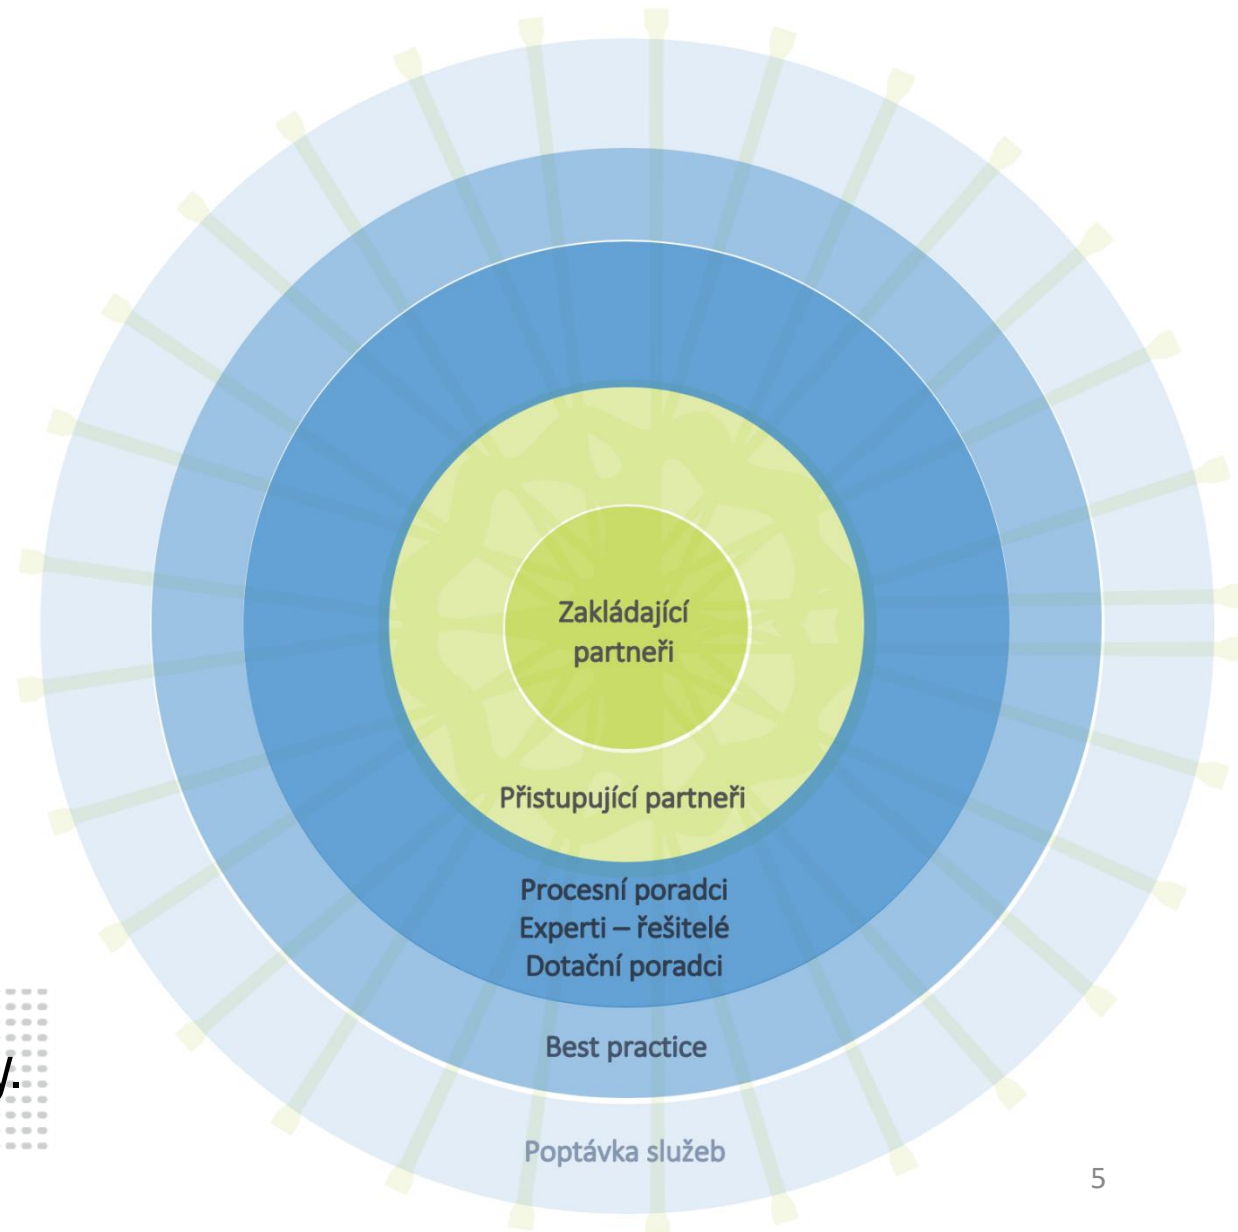 Zakládající
partneři
Přistupující partneři
Procesní poradci
Experti – řešitelé
Dotační poradci
Best practice
y.
Poptávka služeb
5